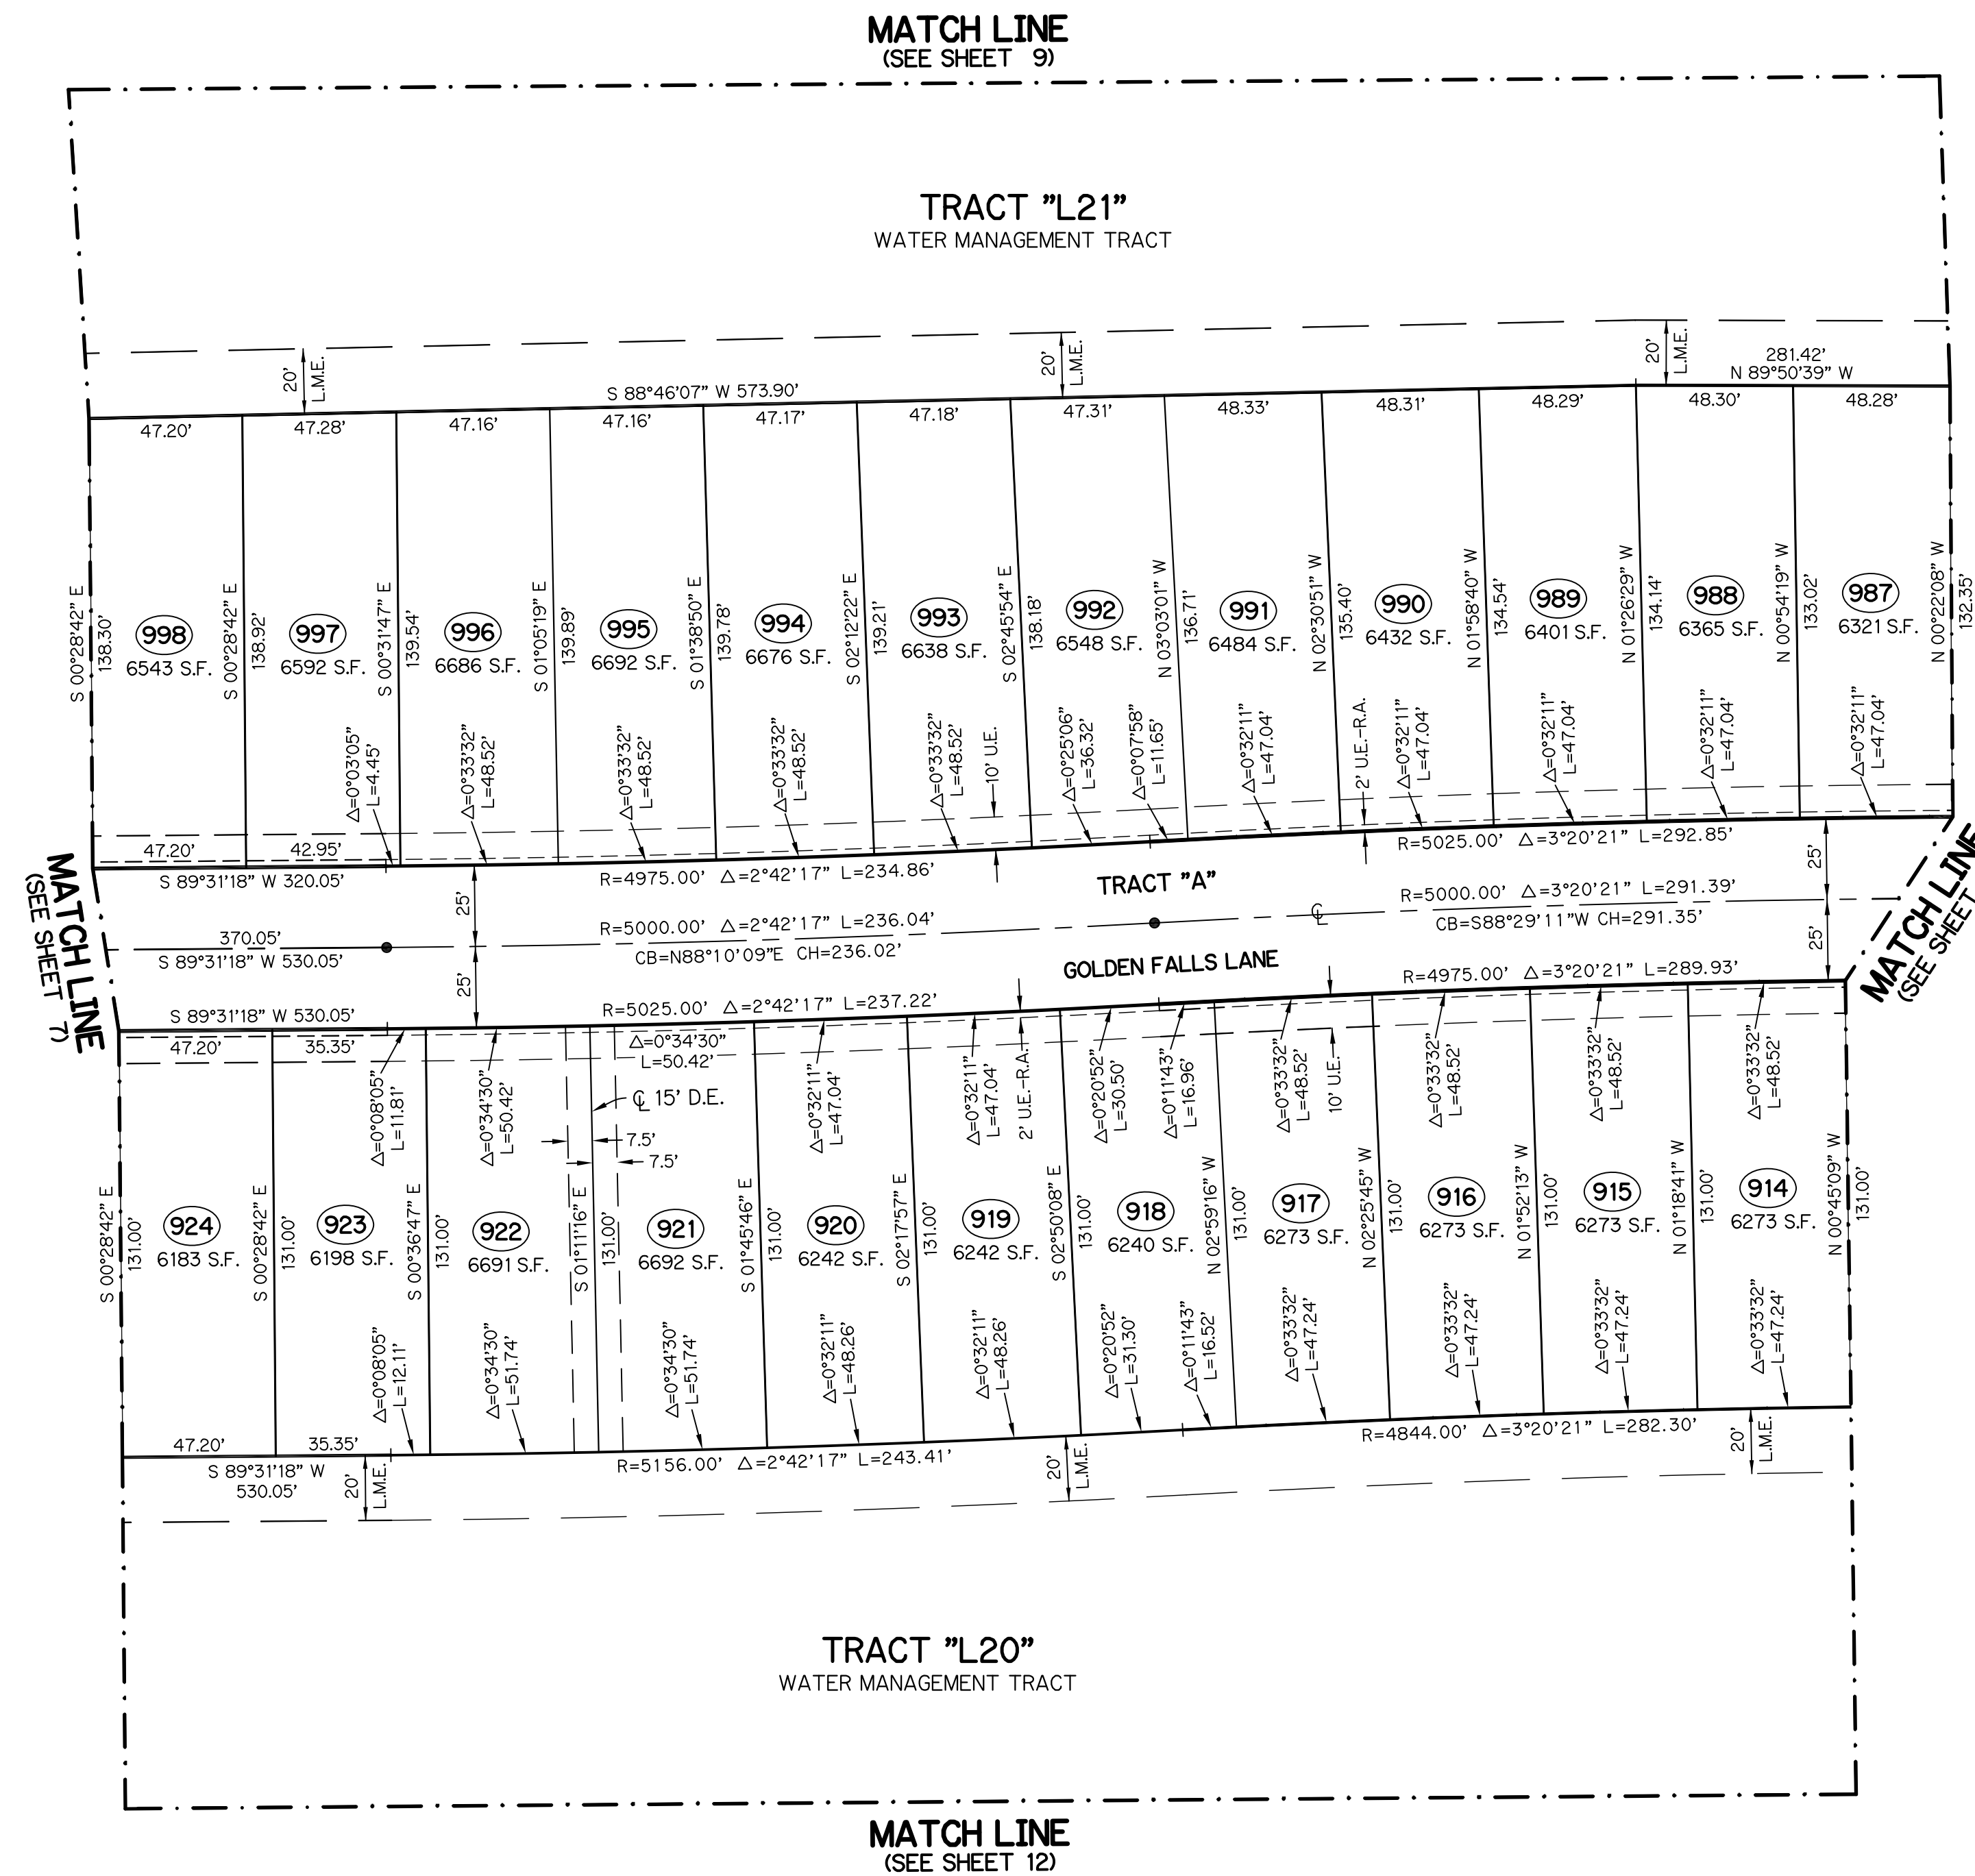 MATCH LINE
(SEE SHEET 9)
TRACT "L21"
WATER MANAGEMENT TRACT
20'
L.M.E.
20'
L.M.E.
20'
L.M.E.
281.42'
N 89°50'39" W
S 88°46'07" W 573.90'
47.20'
47.28'
47.16'
47.16'
47.17'
47.18'
47.31'
48.33'
48.31'
48.29'
48.30'
48.28'
S 00°28'42" E
138.30'
998
6543 S.F.
S 00°28'42" E
138.92'
997
6592 S.F.
S 00°31'47" E
139.54'
996
6686 S.F.
S 01°05'19" E
139.89'
995
6692 S.F.
S 01°38'50" E
139.78'
994
6676 S.F.
S 02°12'22" E
139.21'
993
6638 S.F.
S 02°45'54" E
138.18'
992
6548 S.F.
N 03°03'01" W
136.71'
991
6484 S.F.
N 02°30'51" W
135.40'
990
6432 S.F.
N 01°58'40" W
134.54'
989
6401 S.F.
N 01°26'29" W
134.14'
988
6365 S.F.
N 00°54'19" W
133.02'
987
6321 S.F.
N 00°22'08" W
132.35'
Δ=0°03'05"
L=4.45'
Δ=0°33'32"
L=48.52'
Δ=0°33'32"
L=48.52'
Δ=0°33'32"
L=48.52'
Δ=0°33'32"
L=48.52'
10' U.E.
Δ=0°25'06"
L=36.32'
Δ=0°07'58"
L=11.65'
Δ=0°32'11"
L=47.04'
2' U.E.-R.A.
Δ=0°32'11"
L=47.04'
Δ=0°32'11"
L=47.04'
Δ=0°32'11"
L=47.04'
Δ=0°32'11"
L=47.04'
47.20'
42.95'
S 89°31'18" W 320.05'
R=4975.00' Δ=2°42'17" L=234.86'
R=5025.00' Δ=3°20'21" L=292.85'
MATCH LINE
(SEE SHEET 7)
25'
TRACT "A"
25'
MATCH LINE
(SEE SHEET
370.05'
S 89°31'18" W 530.05'
R=5000.00' Δ=2°42'17" L=236.04'
CB=N88°10'09"E CH=236.02'
R=5000.00' Δ=3°20'21" L=291.39'
CB=S88°29'11"W CH=291.35'
℄
25'
GOLDEN FALLS LANE
25'
S 89°31'18" W 530.05'
R=5025.00' Δ=2°42'17" L=237.22'
R=4975.00' Δ=3°20'21" L=289.93'
47.20'
35.35'
Δ=0°08'05"
L=11.81'
Δ=0°34'30"
L=50.42'
Δ=0°34'30"
L=50.42'
℄ 15' D.E.
7.5'
7.5'
Δ=0°32'11"
L=47.04'
Δ=0°32'11"
L=47.04'
2' U.E.-R.A.
Δ=0°20'52"
L=30.50'
Δ=0°11'43"
L=16.96'
Δ=0°33'32"
L=48.52'
10' U.E.
Δ=0°33'32"
L=48.52'
Δ=0°33'32"
L=48.52'
Δ=0°33'32"
L=48.52'
S 00°28'42" E
131.00'
924
6183 S.F.
S 00°28'42" E
131.00'
923
6198 S.F.
S 00°36'47" E
131.00'
922
6691 S.F.
S 01°11'16" E
131.00'
921
6692 S.F.
S 01°45'46" E
131.00'
920
6242 S.F.
S 02°17'57" E
131.00'
919
6242 S.F.
S 02°50'08" E
131.00'
918
6240 S.F.
N 02°59'16" W
131.00'
917
6273 S.F.
N 02°25'45" W
131.00'
916
6273 S.F.
N 01°52'13" W
131.00'
915
6273 S.F.
N 01°18'41" W
131.00'
914
6273 S.F.
N 00°45'09" W
131.00'
Δ=0°08'05"
L=12.11'
Δ=0°34'30"
L=51.74'
Δ=0°34'30"
L=51.74'
Δ=0°32'11"
L=48.26'
Δ=0°32'11"
L=48.26'
Δ=0°20'52"
L=31.30'
Δ=0°11'43"
L=16.52'
Δ=0°33'32"
L=47.24'
Δ=0°33'32"
L=47.24'
Δ=0°33'32"
L=47.24'
Δ=0°33'32"
L=47.24'
47.20'
35.35'
S 89°31'18" W
530.05'
20'
L.M.E.
R=5156.00' Δ=2°42'17" L=243.41'
20'
L.M.E.
R=4844.00' Δ=3°20'21" L=282.30'
20'
L.M.E.
TRACT "L20"
WATER MANAGEMENT TRACT
MATCH LINE
(SEE SHEET 12)